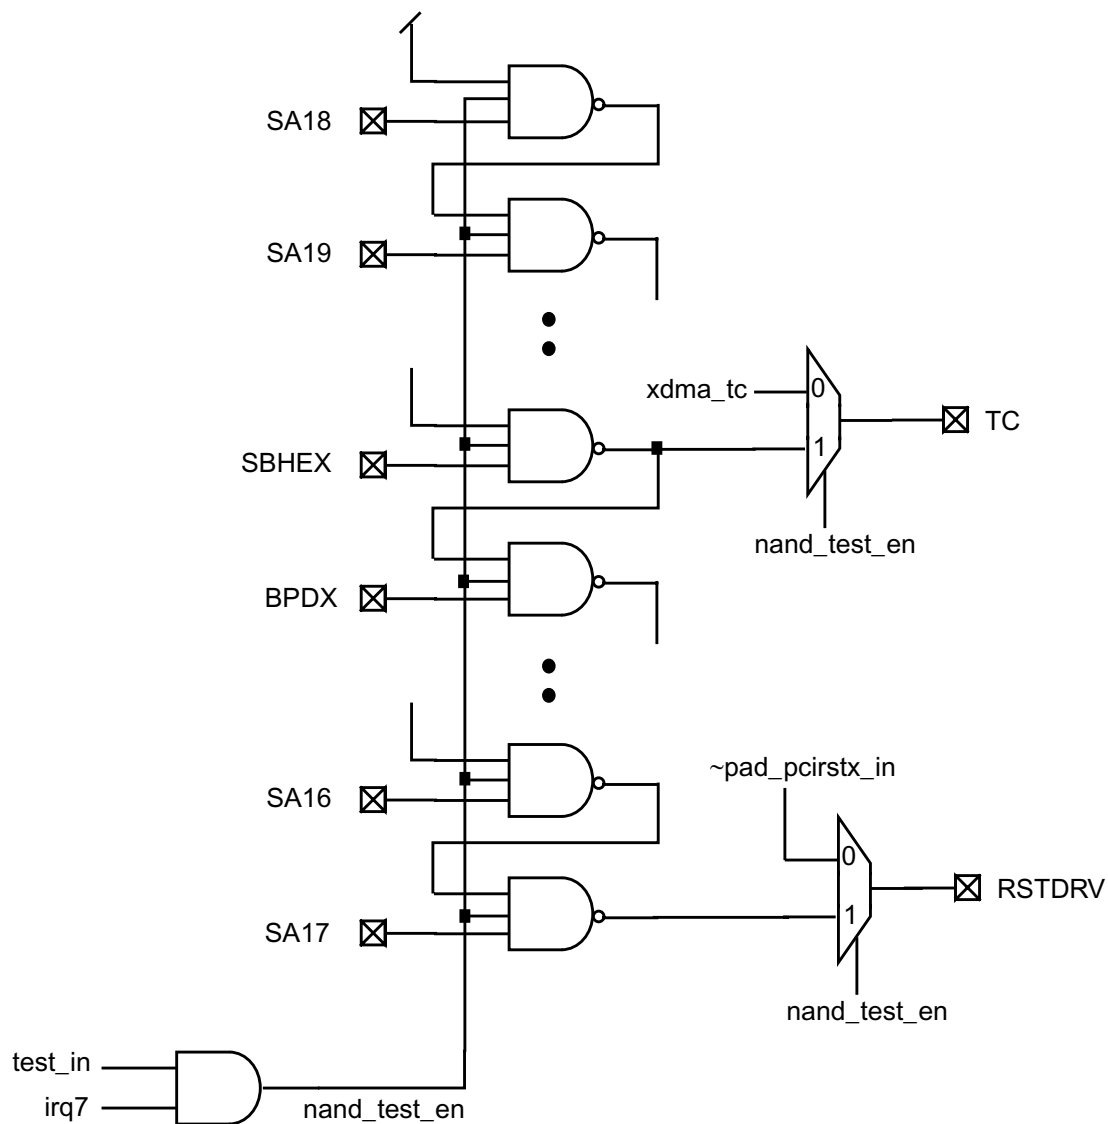 SA18
SA19
xdma_tc
0
TC
SBHEX
1
nand_test_en
BPDX
~pad_pcirstx_in
SA16
0
RSTDRV
SA17
1
nand_test_en
test_in
irq7
nand_test_en